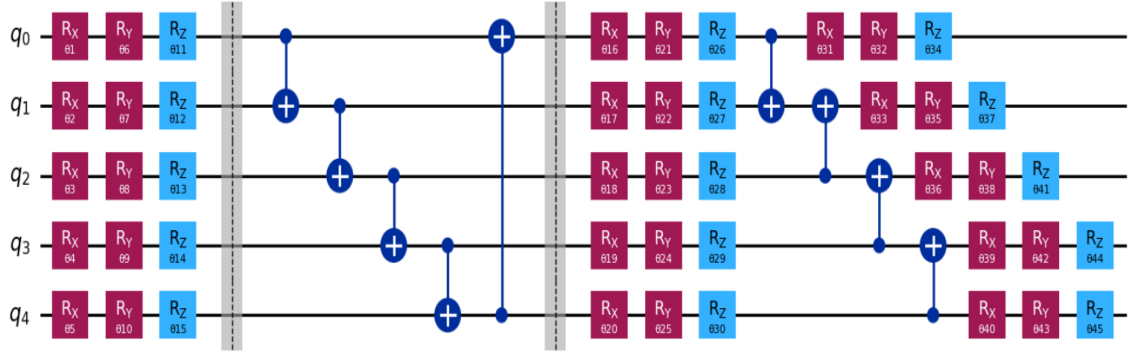 q0 RX θ1 RY θ6 RZ θ11 RX θ16 RY θ21 RZ θ26 RX θ31 RY θ32 RZ θ34
q1 RX θ2 RY θ7 RZ θ12 RX θ17 RY θ22 RZ θ27 RX θ33 RY θ35 RZ θ37
q2 RX θ3 RY θ8 RZ θ13 RX θ18 RY θ23 RZ θ28 RX θ36 RY θ38 RZ θ41
q3 RX θ4 RY θ9 RZ θ14 RX θ19 RY θ24 RZ θ29 RX θ39 RY θ42 RZ θ44
q4 RX θ5 RY θ10 RZ θ15 RX θ20 RY θ25 RZ θ30 RX θ40 RY θ43 RZ θ45